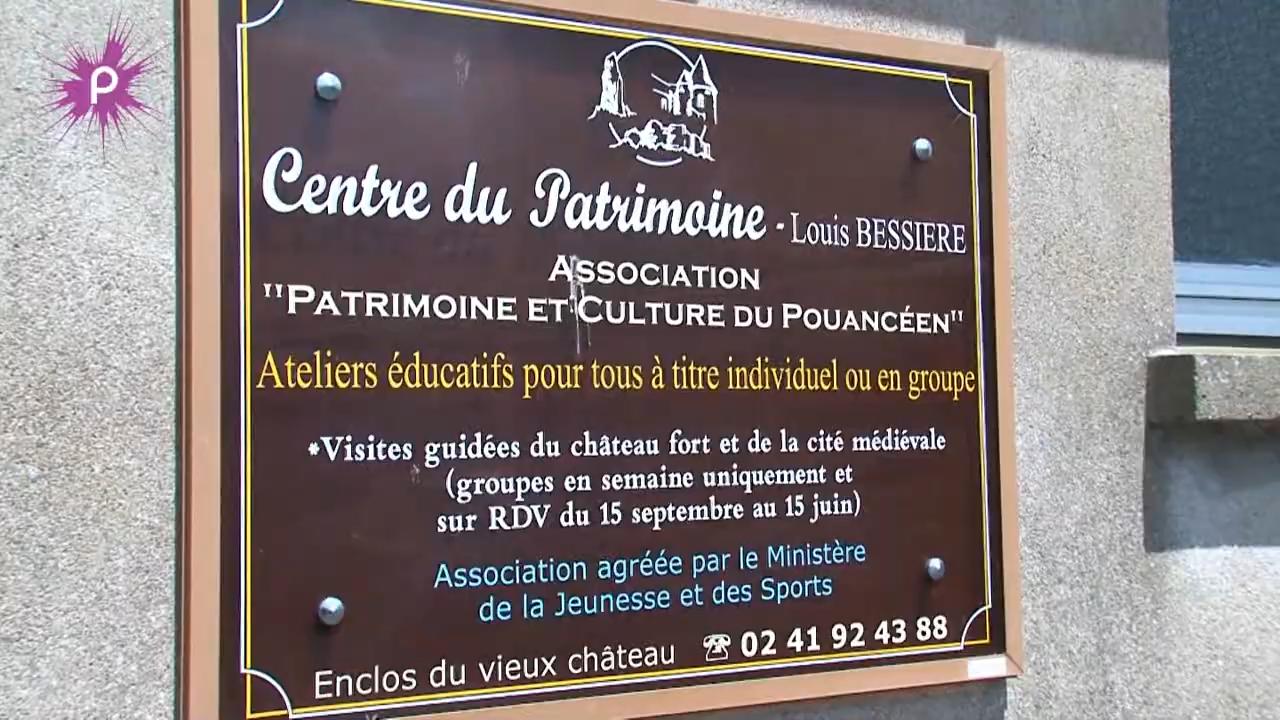 P
Centre du Patrimoine - Louis BESSIERE
ASSOCIATION
"PATRIMOINE ET CULTURE DU POUANCÉEN"
Ateliers éducatifs pour tous à titre individuel ou en groupe
*Visites guidées du château fort et de la cité médiévale
(groupes en semaine uniquement et
sur RDV du 15 septembre au 15 juin)
Association agréée par le Ministère
de la Jeunesse et des Sports
Enclos du vieux château ☎ 02 41 92 43 88